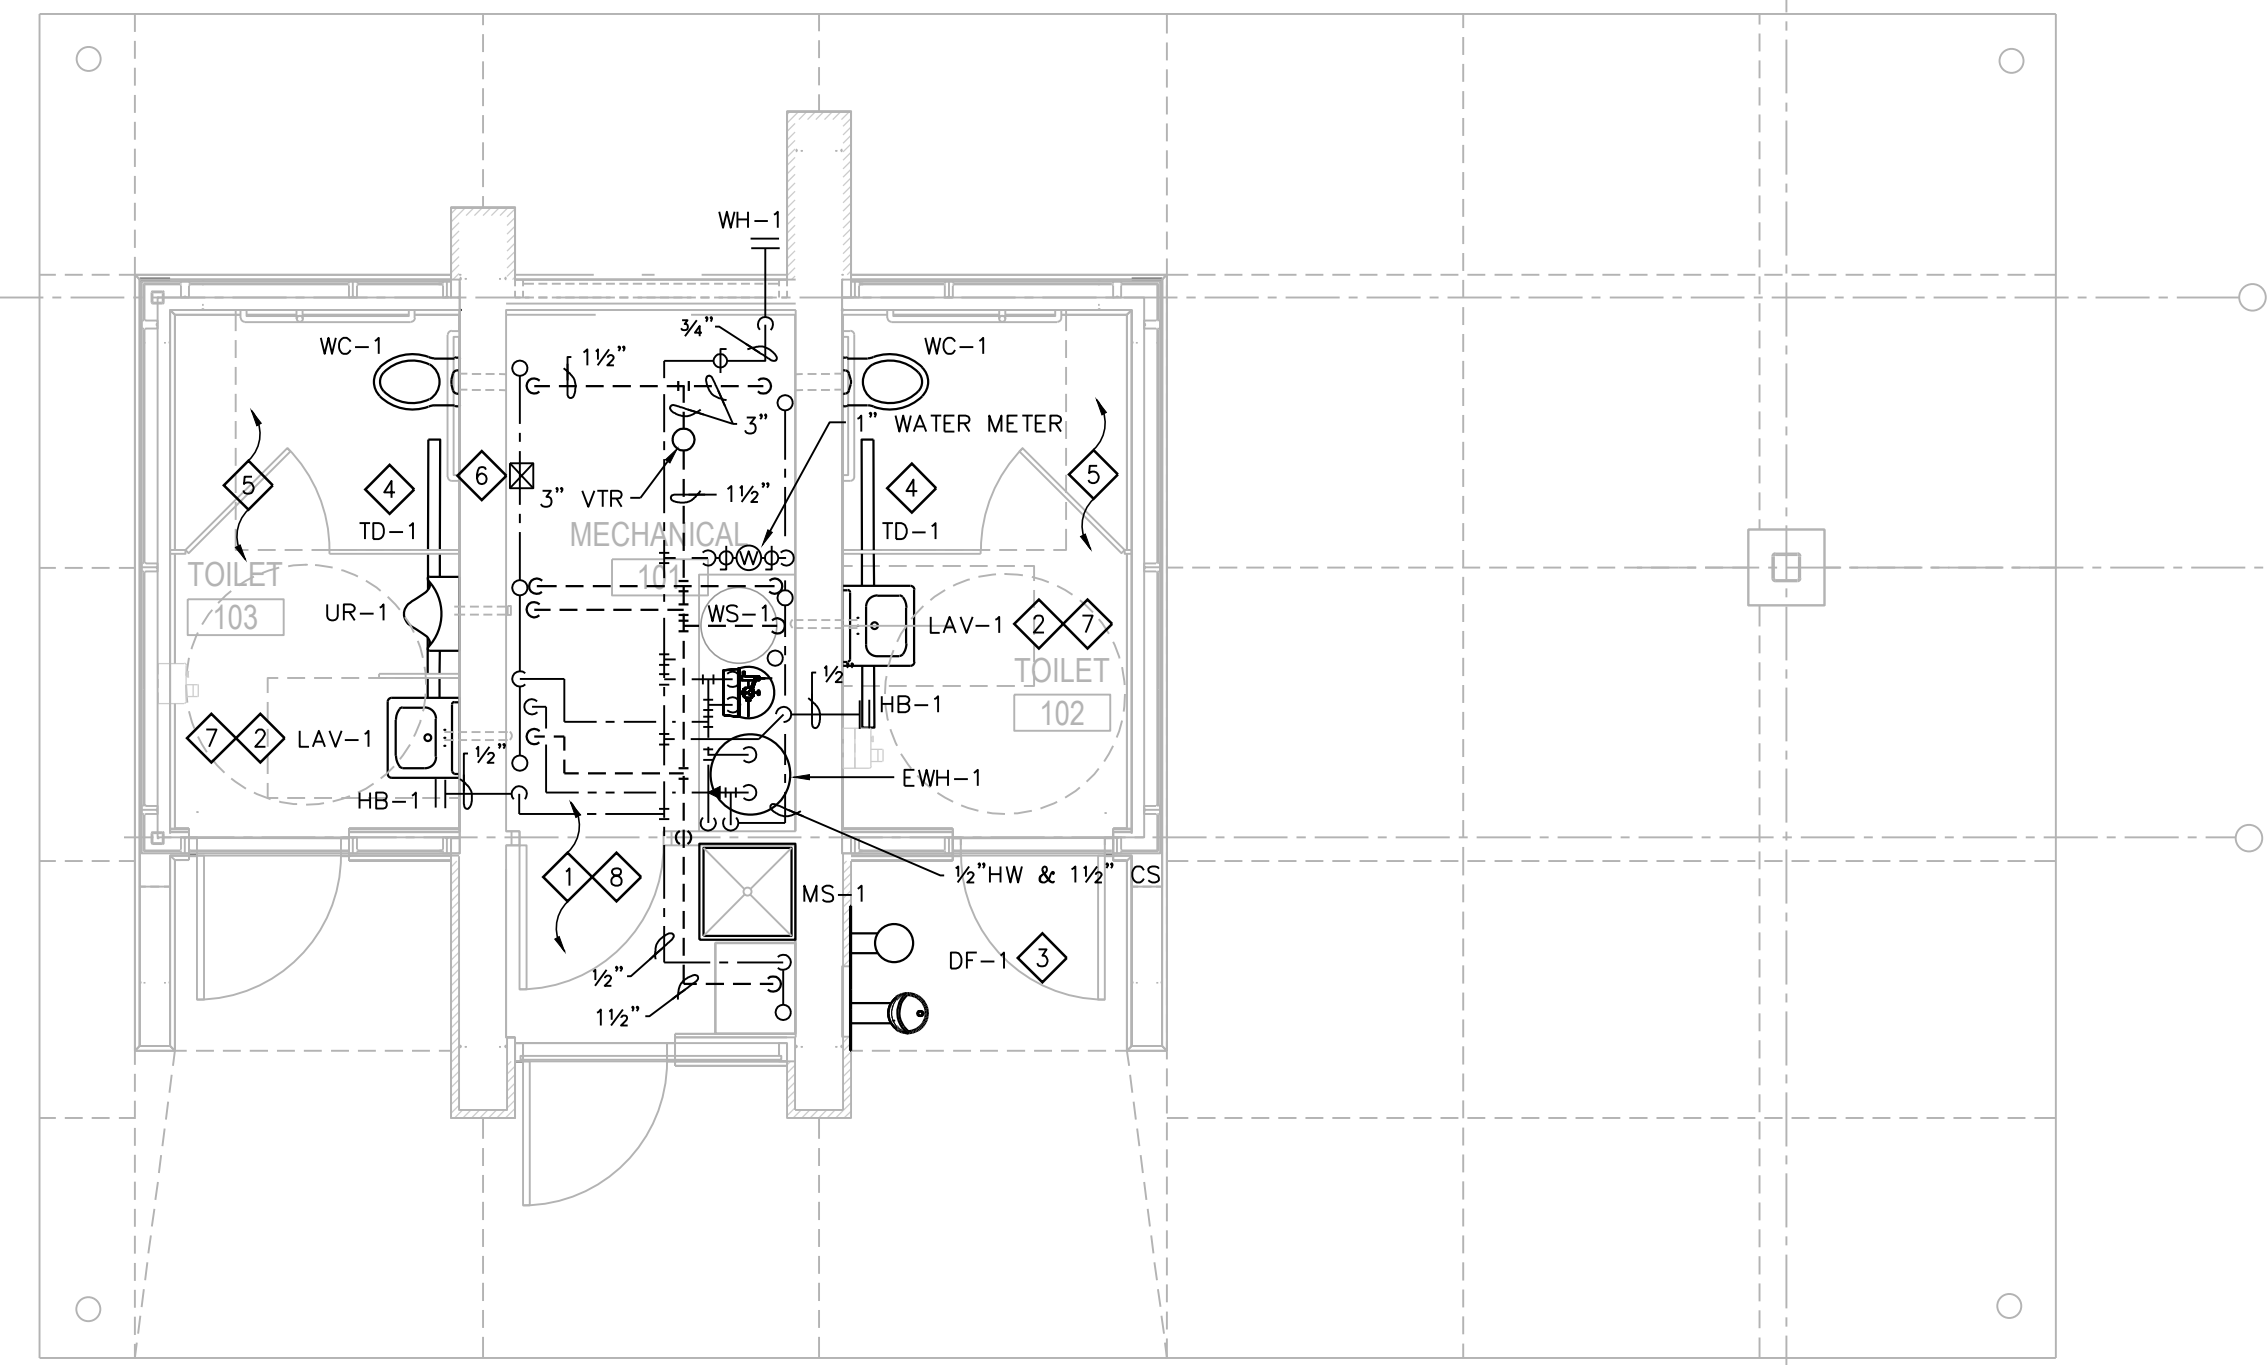 WH-1
3/4"
WC-1
1½"
WC-1
3"
1" WATER METER
5
4
6
4
5
3" VTR
1½"
TD-1
MECHANICAL
TD-1
W
TOILET
101
103
UR-1
WS-1
LAV-1
2
7
TOILET
½"
HB-1
102
7
2
LAV-1
½"
EWH-1
HB-1
1
8
½"HW & 1½" CS
MS-1
DF-1
3
½"
1½"